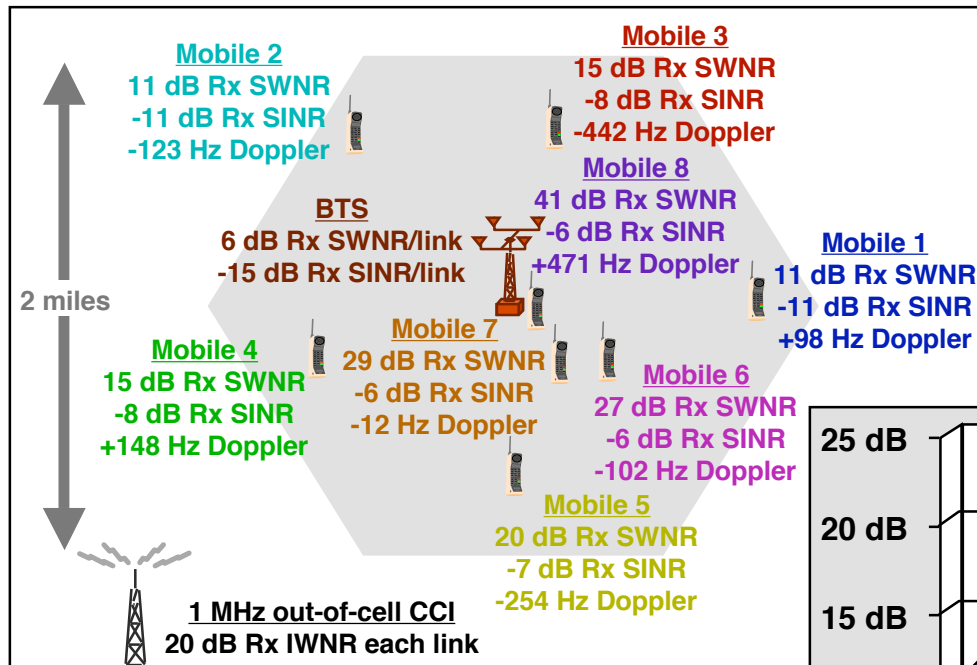 Mobile 2
11 dB Rx SWNR
-11 dB Rx SINR
-123 Hz Doppler
Mobile 3
15 dB Rx SWNR
-8 dB Rx SINR
-442 Hz Doppler
Mobile 8
41 dB Rx SWNR
-6 dB Rx SINR
+471 Hz Doppler
BTS
6 dB Rx SWNR/link
-15 dB Rx SINR/link
Mobile 1
11 dB Rx SWNR
-11 dB Rx SINR
+98 Hz Doppler
2 miles
Mobile 4
15 dB Rx SWNR
-8 dB Rx SINR
+148 Hz Doppler
Mobile 7
29 dB Rx SWNR
-6 dB Rx SINR
-12 Hz Doppler
Mobile 6
27 dB Rx SWNR
-6 dB Rx SINR
-102 Hz Doppler
Mobile 5
20 dB Rx SWNR
-7 dB Rx SINR
-254 Hz Doppler
1 MHz out-of-cell CCI
20 dB Rx IWNR each link
25 dB
20 dB
15 dB